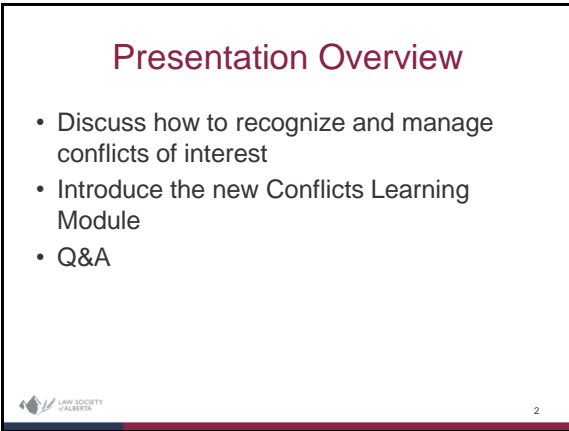 Presentation Overview
• Discuss how to recognize and manage
conflicts of interest
• Introduce the new Conflicts Learning
Module
• Q&A
LAW SOCIETY
of ALBERTA
2